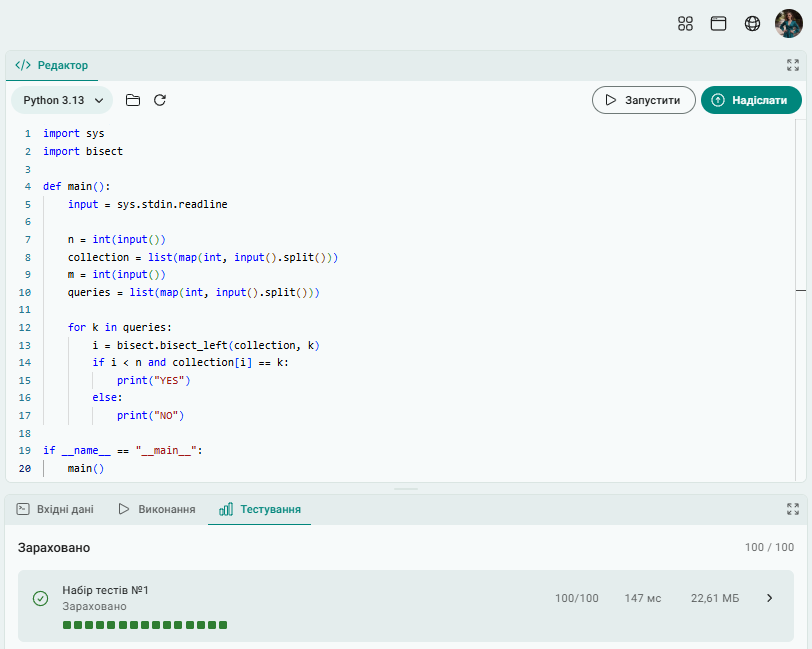 </> Редактор
Python 3.13
Запустити
Надіслати
1 import sys
2 import bisect
3
4 def main():
5     input = sys.stdin.readline
6
7     n = int(input())
8     collection = list(map(int, input().split()))
9     m = int(input())
10     queries = list(map(int, input().split()))
11
12     for k in queries:
13         i = bisect.bisect_left(collection, k)
14         if i < n and collection[i] == k:
15             print("YES")
16         else:
17             print("NO")
18
19 if __name__ == "__main__":
20     main()
Вхідні дані
Виконання
Тестування
Зараховано
100 / 100
Набір тестів №1
Зараховано
100/100
147 мс
22,61 МБ